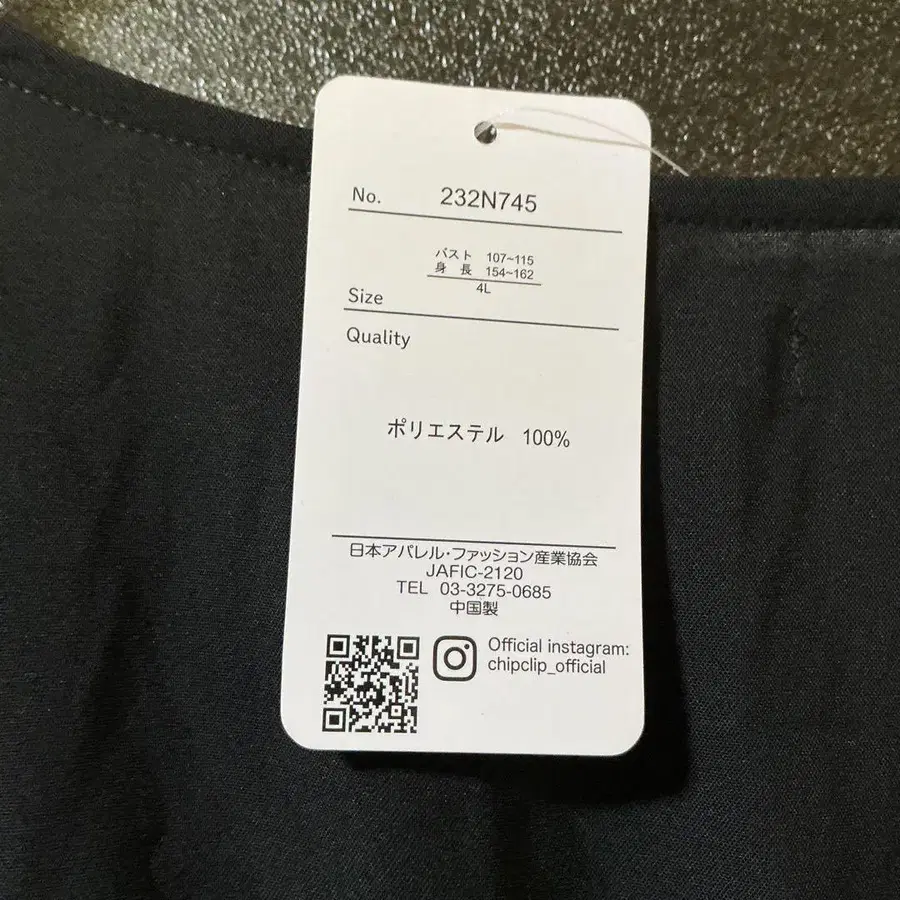 No. 232N745
バスト 107~115
身 長 154~162
4L
Size
Quality
ポリエステル 100%
日本アパレル・ファッション産業協会
JAFIC-2120
TEL 03-3275-0685
中国製
Official instagram:
chipclip_official